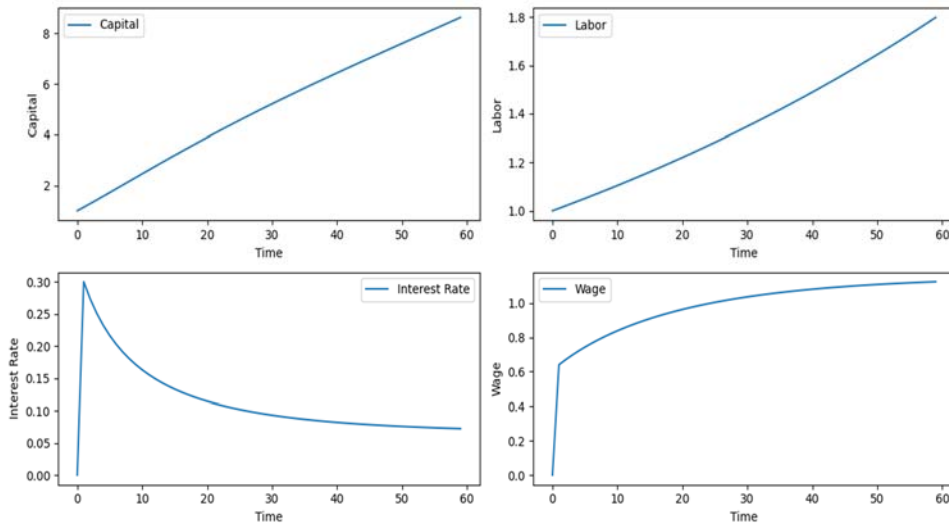 Capital
8
6
4
2
Capital
0 10 20 30 40 50 60
Time
Labor
1.8
1.6
1.4
1.2
1.0
Labor
0 10 20 30 40 50 60
Time
Interest Rate
0.30
0.25
0.20
0.15
0.10
0.05
0.00
Interest Rate
0 10 20 30 40 50 60
Time
Wage
1.0
0.8
0.6
0.4
0.2
0.0
Wage
0 10 20 30 40 50 60
Time